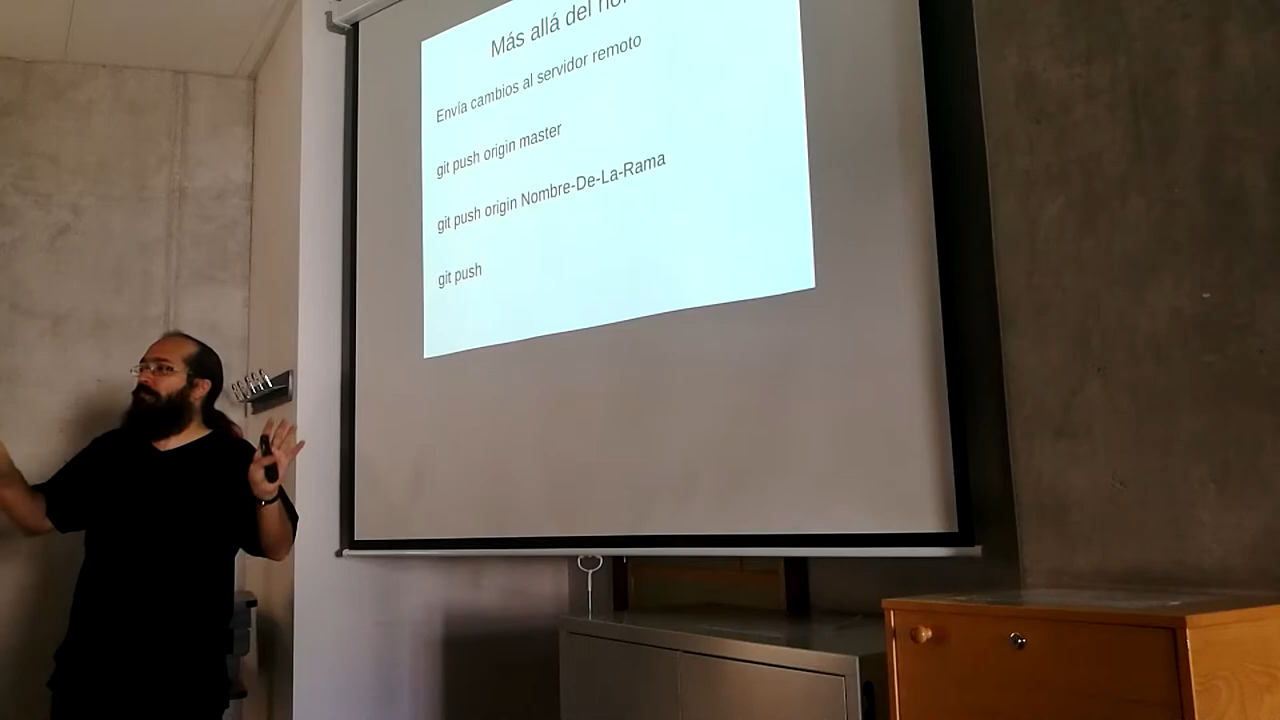 Más allá del
Envía cambios al servidor remoto
git push origin master
git push origin Nombre-De-La-Rama
git push